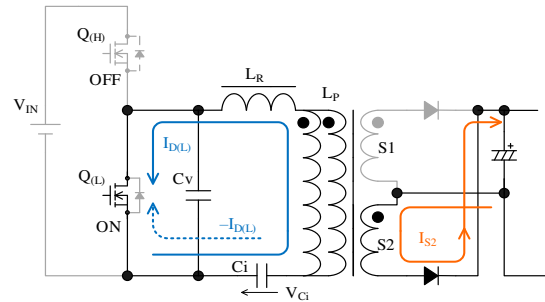 Q(H)
OFF
VIN
LR
LP
ID(L)
S1
Q(L)
Cv
ON
−ID(L)
S2
IS2
Ci
VCi
+